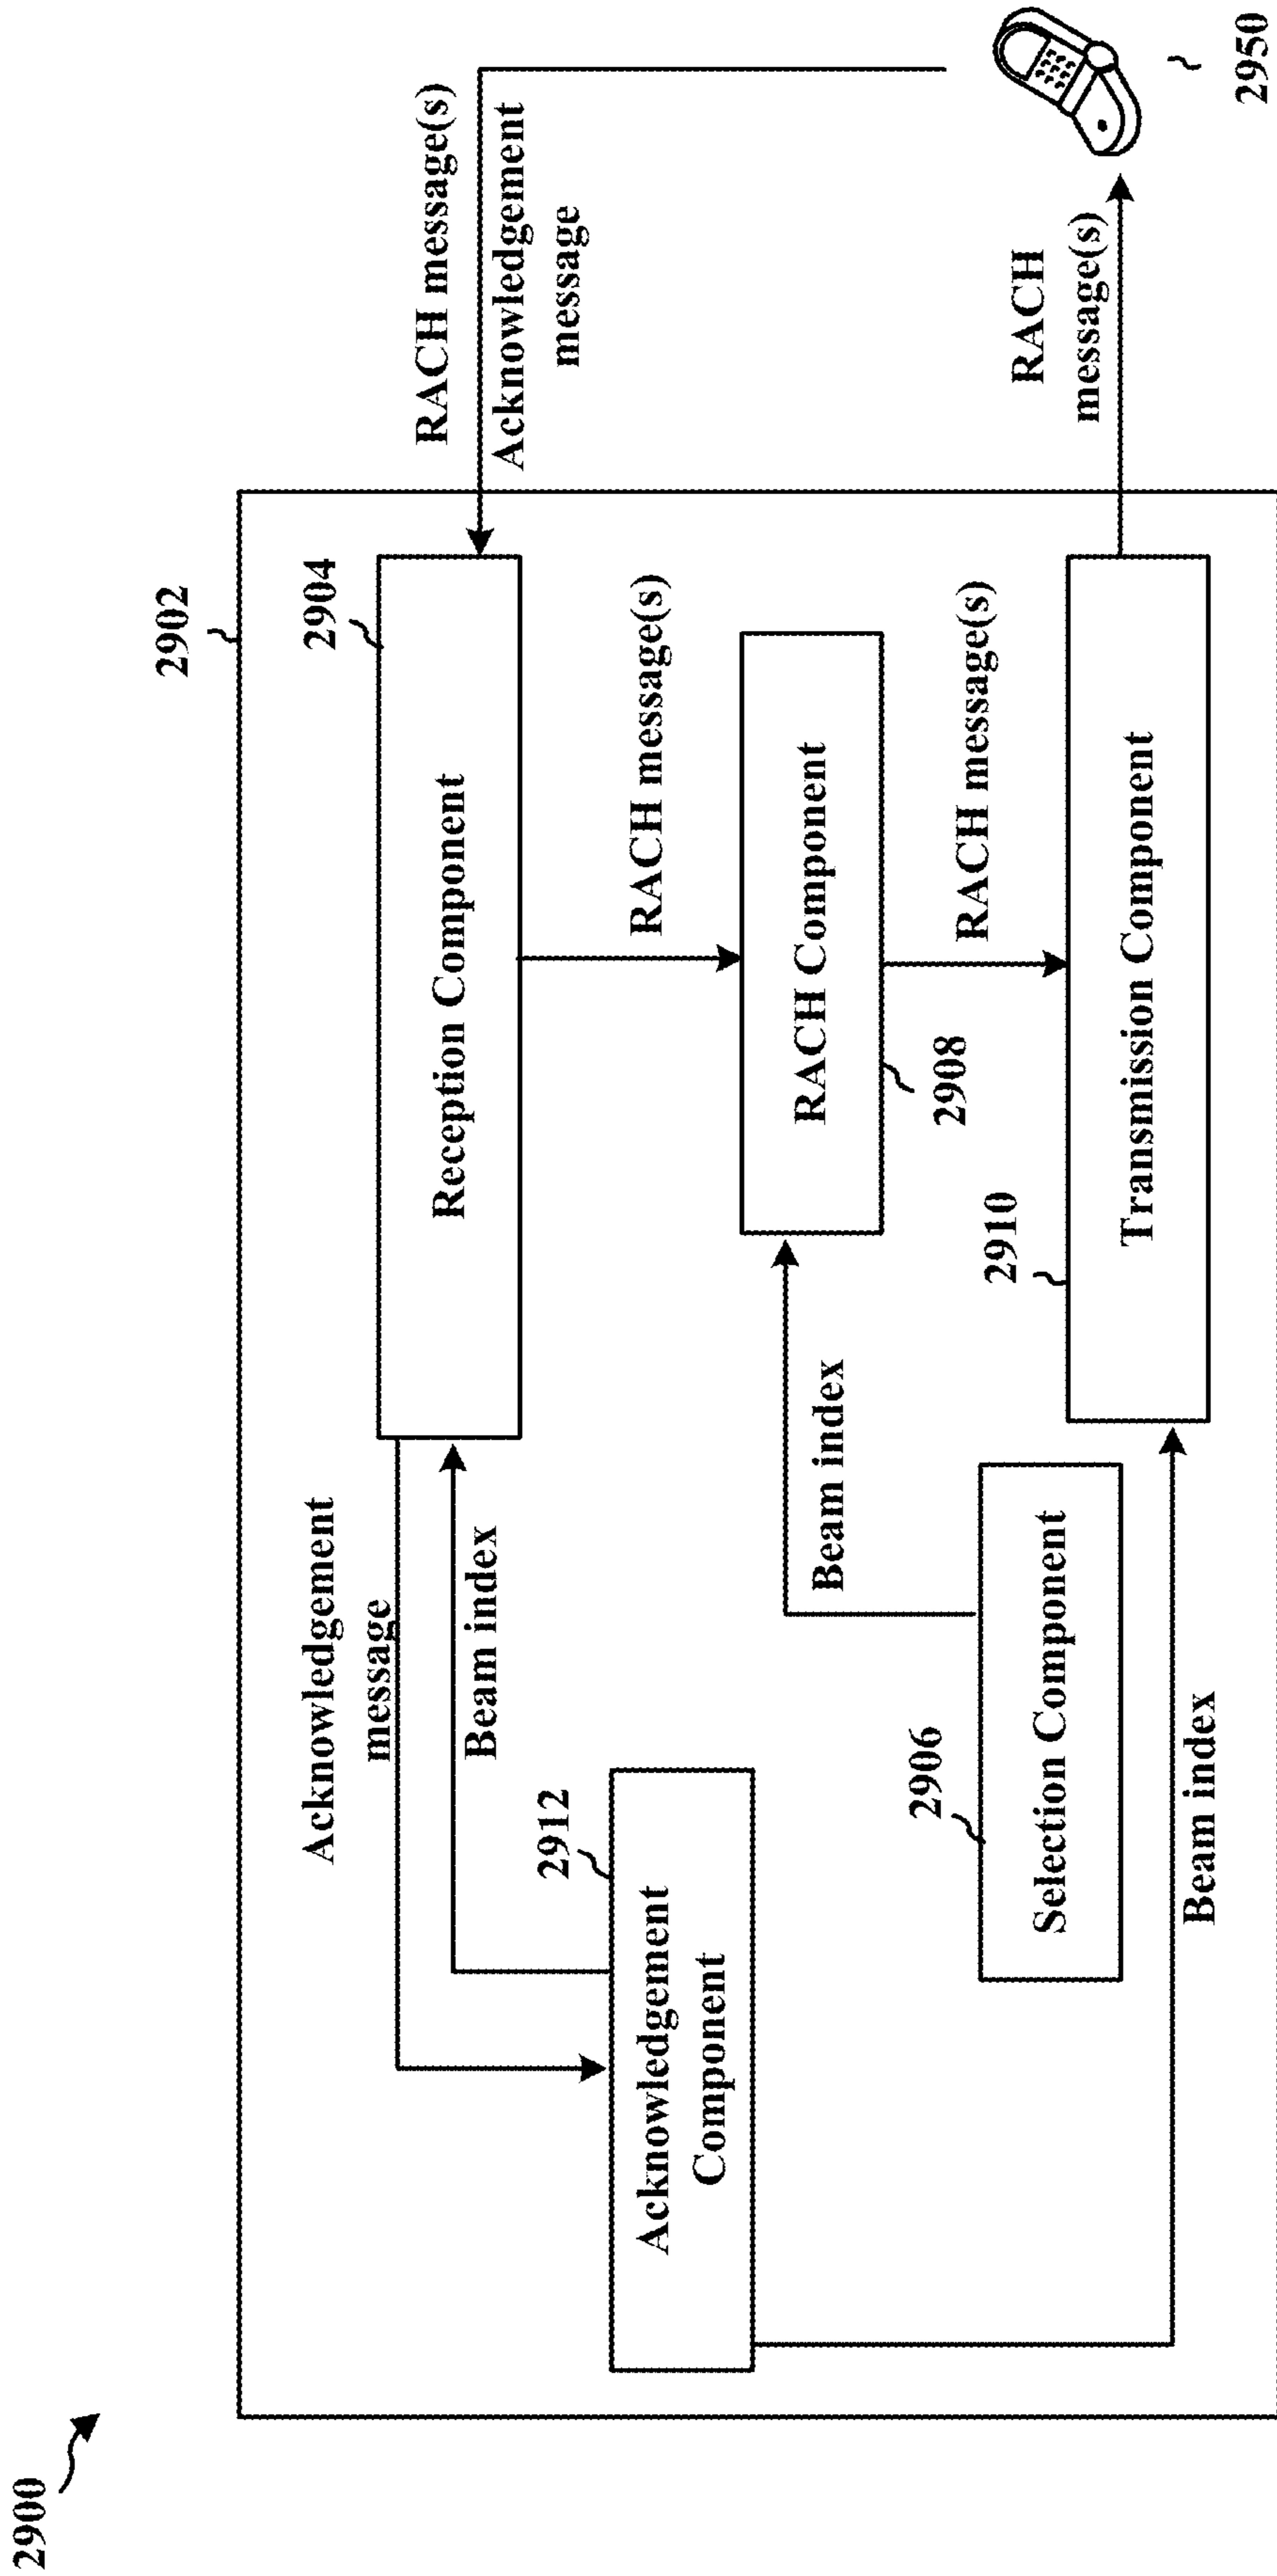 2900
2902
2904
Reception Component
RACH message(s)
Acknowledgement
message
Acknowledgement
message
Beam index
2912
Acknowledgement
Component
RACH message(s)
RACH Component
2908
Beam index
2906
Selection Component
RACH message(s)
2910
Transmission Component
Beam index
RACH
message(s)
2950